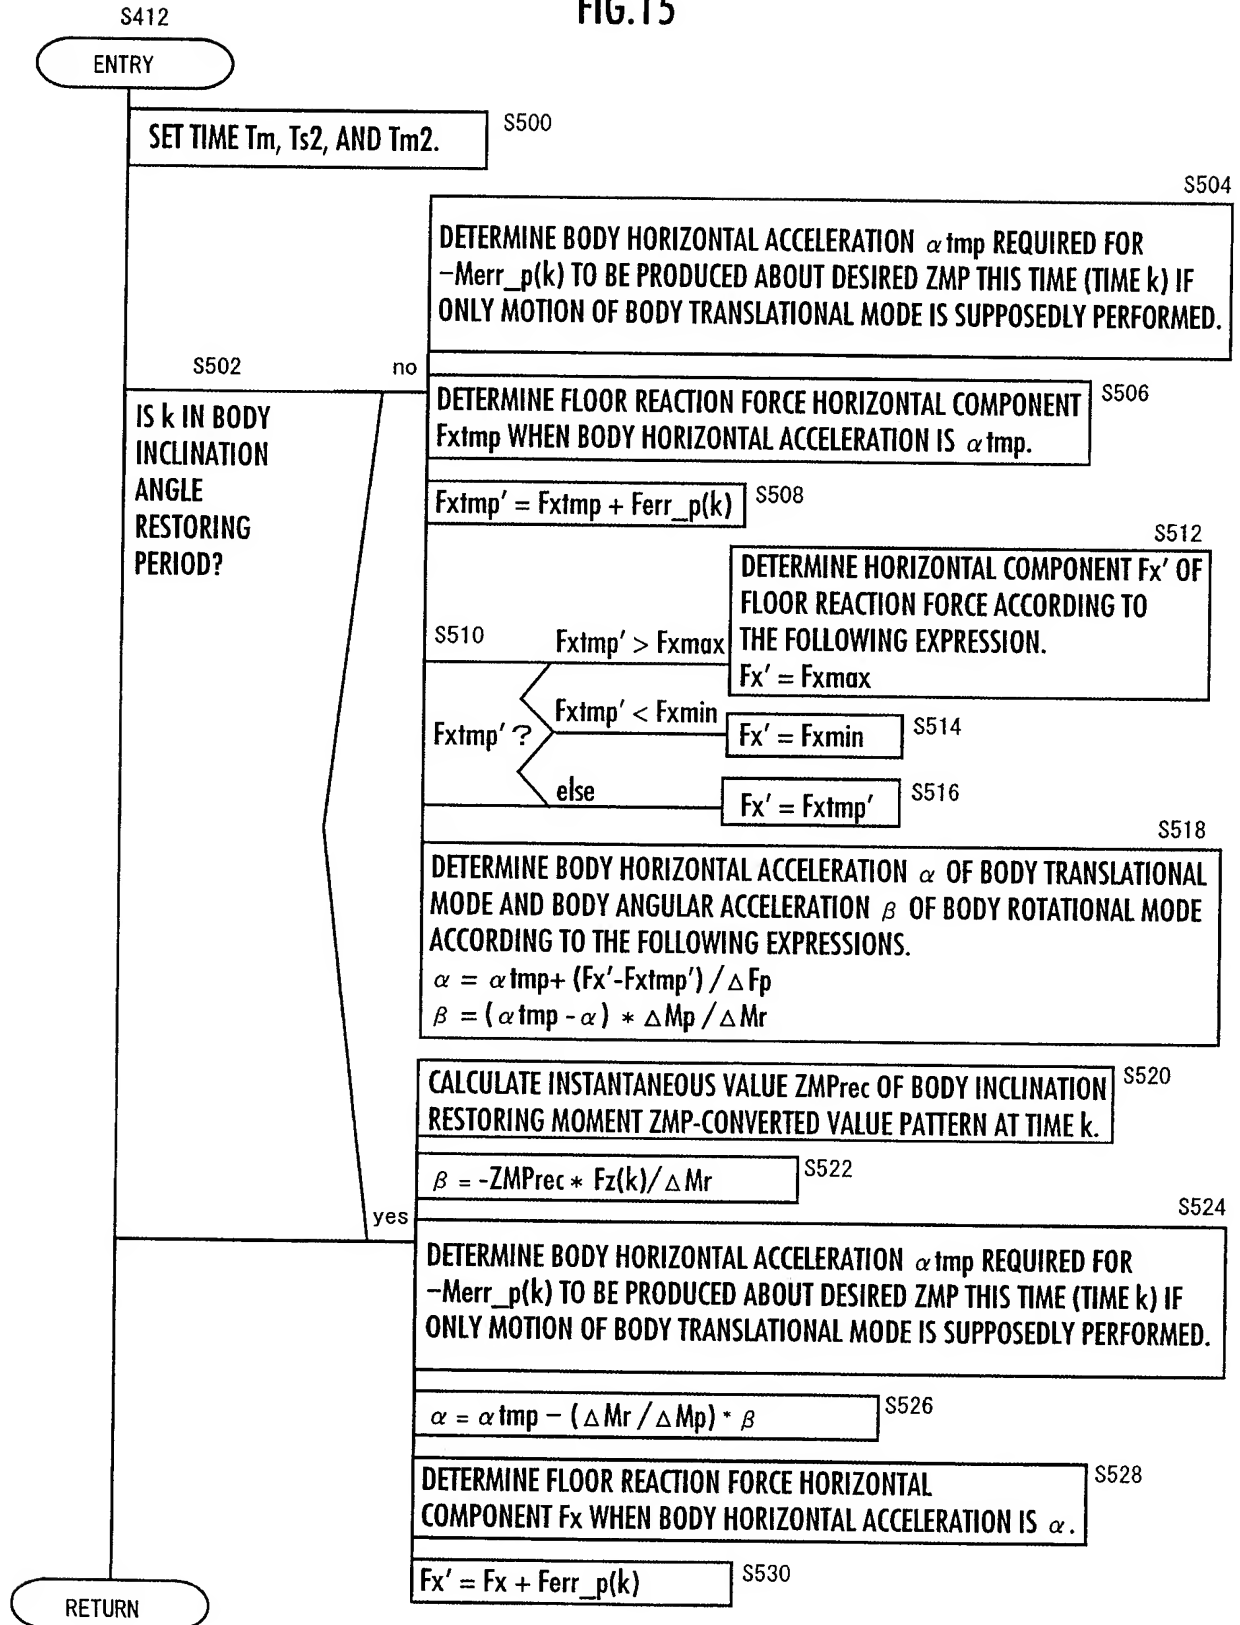 FIG.15
S412
ENTRY
SET TIME Tm, Ts2, AND Tm2.
S500
S504
DETERMINE BODY HORIZONTAL ACCELERATION αtmp REQUIRED FOR
-Merr_p(k) TO BE PRODUCED ABOUT DESIRED ZMP THIS TIME (TIME k) IF
ONLY MOTION OF BODY TRANSLATIONAL MODE IS SUPPOSEDLY PERFORMED.
S502
no
IS k IN BODY
INCLINATION
ANGLE
RESTORING
PERIOD?
DETERMINE FLOOR REACTION FORCE HORIZONTAL COMPONENT
Fxtmp WHEN BODY HORIZONTAL ACCELERATION IS αtmp.
S506
Fxtmp' = Fxtmp + Ferr_p(k)
S508
S512
DETERMINE HORIZONTAL COMPONENT Fx' OF
FLOOR REACTION FORCE ACCORDING TO
THE FOLLOWING EXPRESSION.
Fx' = Fxmax
S510
Fxtmp' > Fxmax
Fxtmp' ?
Fxtmp' < Fxmin
Fx' = Fxmin
S514
else
Fx' = Fxtmp'
S516
S518
DETERMINE BODY HORIZONTAL ACCELERATION α OF BODY TRANSLATIONAL
MODE AND BODY ANGULAR ACCELERATION β OF BODY ROTATIONAL MODE
ACCORDING TO THE FOLLOWING EXPRESSIONS.
α = αtmp+ (Fx'-Fxtmp') / △Fp
β = (αtmp - α) * △Mp / △Mr
CALCULATE INSTANTANEOUS VALUE ZMPrec OF BODY INCLINATION
RESTORING MOMENT ZMP-CONVERTED VALUE PATTERN AT TIME k.
S520
β = -ZMPrec * Fz(k)/△Mr
S522
yes
S524
DETERMINE BODY HORIZONTAL ACCELERATION αtmp REQUIRED FOR
-Merr_p(k) TO BE PRODUCED ABOUT DESIRED ZMP THIS TIME (TIME k) IF
ONLY MOTION OF BODY TRANSLATIONAL MODE IS SUPPOSEDLY PERFORMED.
α = αtmp - (△Mr / △Mp) * β
S526
DETERMINE FLOOR REACTION FORCE HORIZONTAL
COMPONENT Fx WHEN BODY HORIZONTAL ACCELERATION IS α.
S528
Fx' = Fx + Ferr_p(k)
S530
RETURN